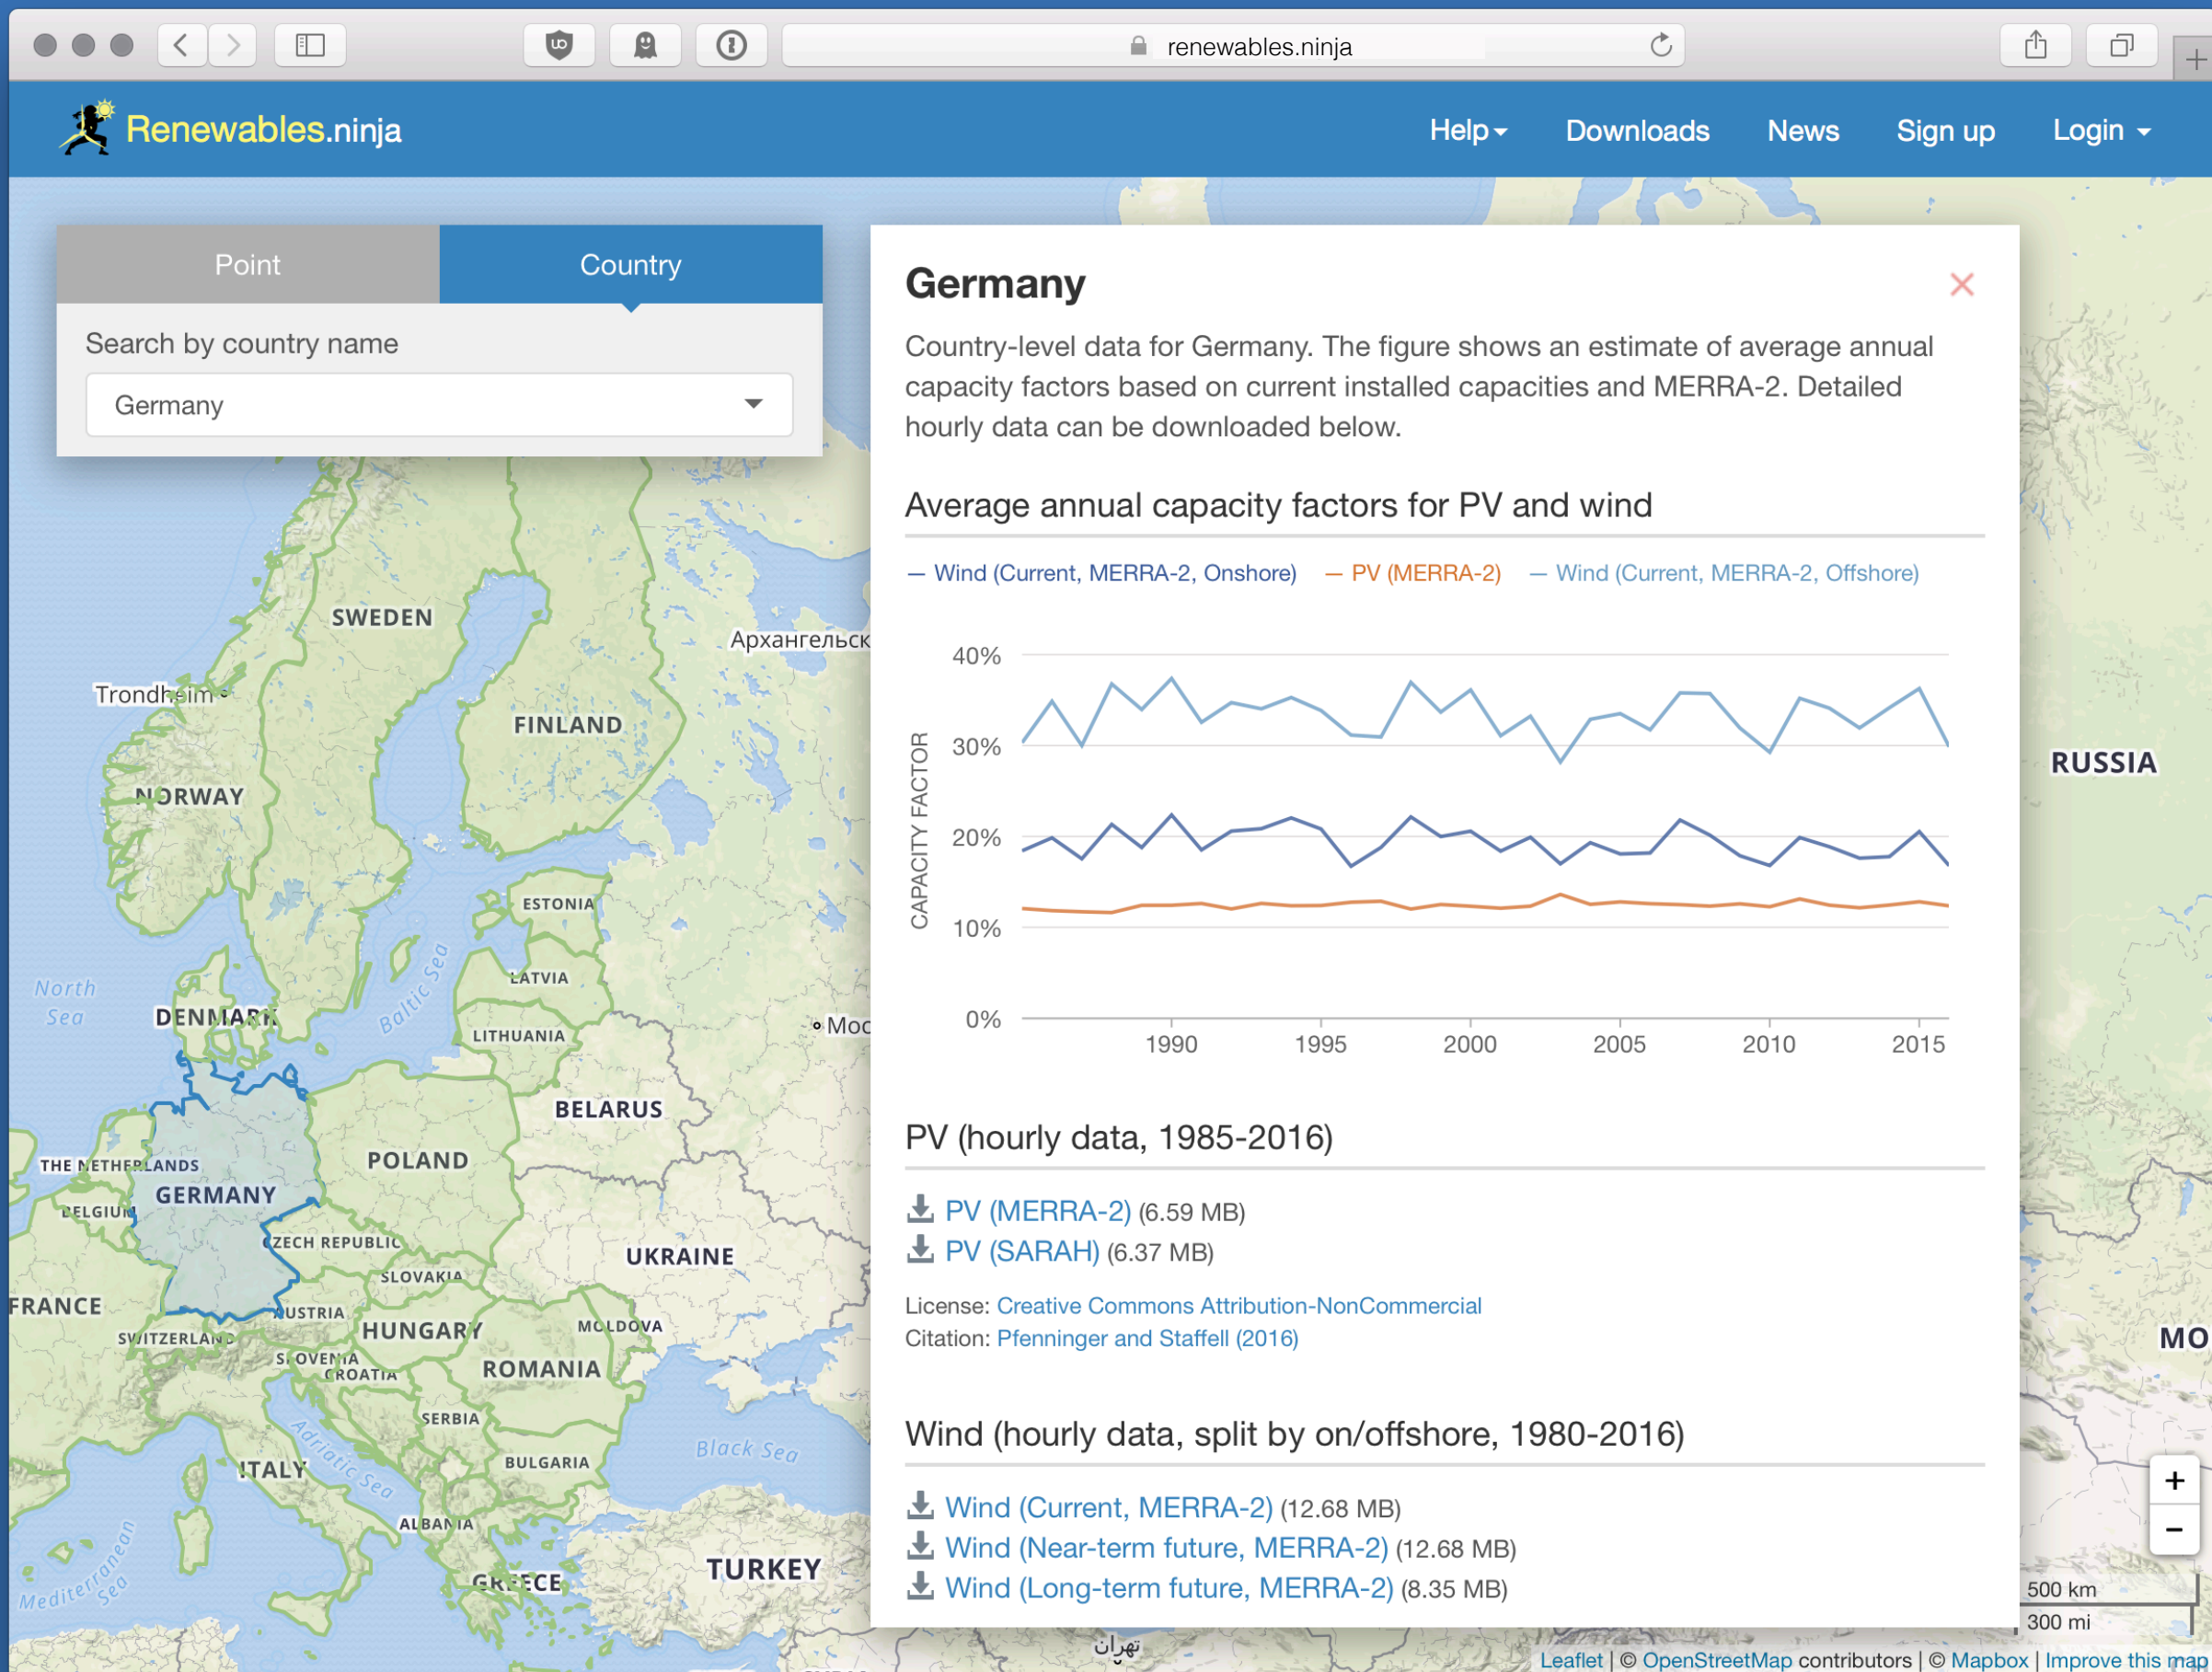 renewables.ninja
Renewables.ninja
Help
Downloads
News
Sign up
Login
Point
Country
Search by country name
Germany
Germany
Country-level data for Germany. The figure shows an estimate of average annual
capacity factors based on current installed capacities and MERRA-2. Detailed
hourly data can be downloaded below.
Average annual capacity factors for PV and wind
Wind (Current, MERRA-2, Onshore)
PV (MERRA-2)
Wind (Current, MERRA-2, Offshore)
CAPACITY FACTOR
40%
30%
20%
10%
0%
1990
1995
2000
2005
2010
2015
PV (hourly data, 1985-2016)
PV (MERRA-2) (6.59 MB)
PV (SARAH) (6.37 MB)
License: Creative Commons Attribution-NonCommercial
Citation: Pfenninger and Staffell (2016)
Wind (hourly data, split by on/offshore, 1980-2016)
Wind (Current, MERRA-2) (12.68 MB)
Wind (Near-term future, MERRA-2) (12.68 MB)
Wind (Long-term future, MERRA-2) (8.35 MB)
SWEDEN
Архангельск
Trondheim
FINLAND
NORWAY
RUSSIA
ESTONIA
LATVIA
Baltic Sea
North
Sea
DENMARK
Мос
LITHUANIA
BELARUS
THE NETHERLANDS
POLAND
GERMANY
BELGIUM
CZECH REPUBLIC
UKRAINE
SLOVAKIA
FRANCE
AUSTRIA
MOLDOVA
HUNGARY
SWITZERLAND
SLOVENIA
CROATIA
ROMANIA
SERBIA
Adriatic Sea
Black Sea
BULGARIA
ITALY
ALBANIA
Mediterranean
Sea
GREECE
TURKEY
تهران
MO
+
−
500 km
300 mi
Leaflet | © OpenStreetMap contributors | © Mapbox | Improve this map